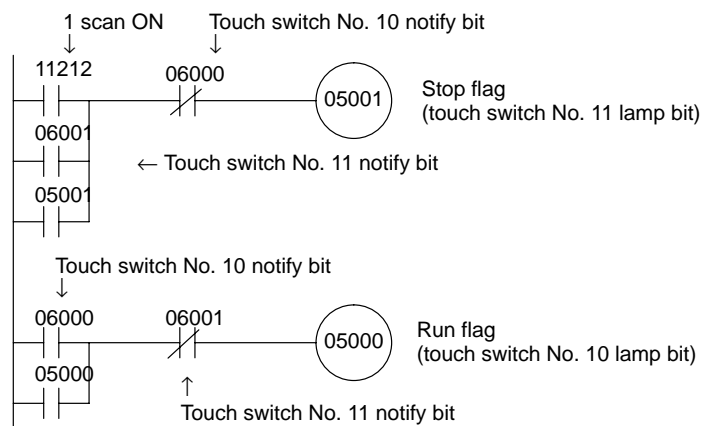 1 scan ON
Touch switch No. 10 notify bit
↓
↓
11212
06000
05001
Stop flag
(touch switch No. 11 lamp bit)
06001
← Touch switch No. 11 notify bit
05001
Touch switch No. 10 notify bit
↓
06000
06001
05000
Run flag
(touch switch No. 10 lamp bit)
05000
↑
Touch switch No. 11 notify bit